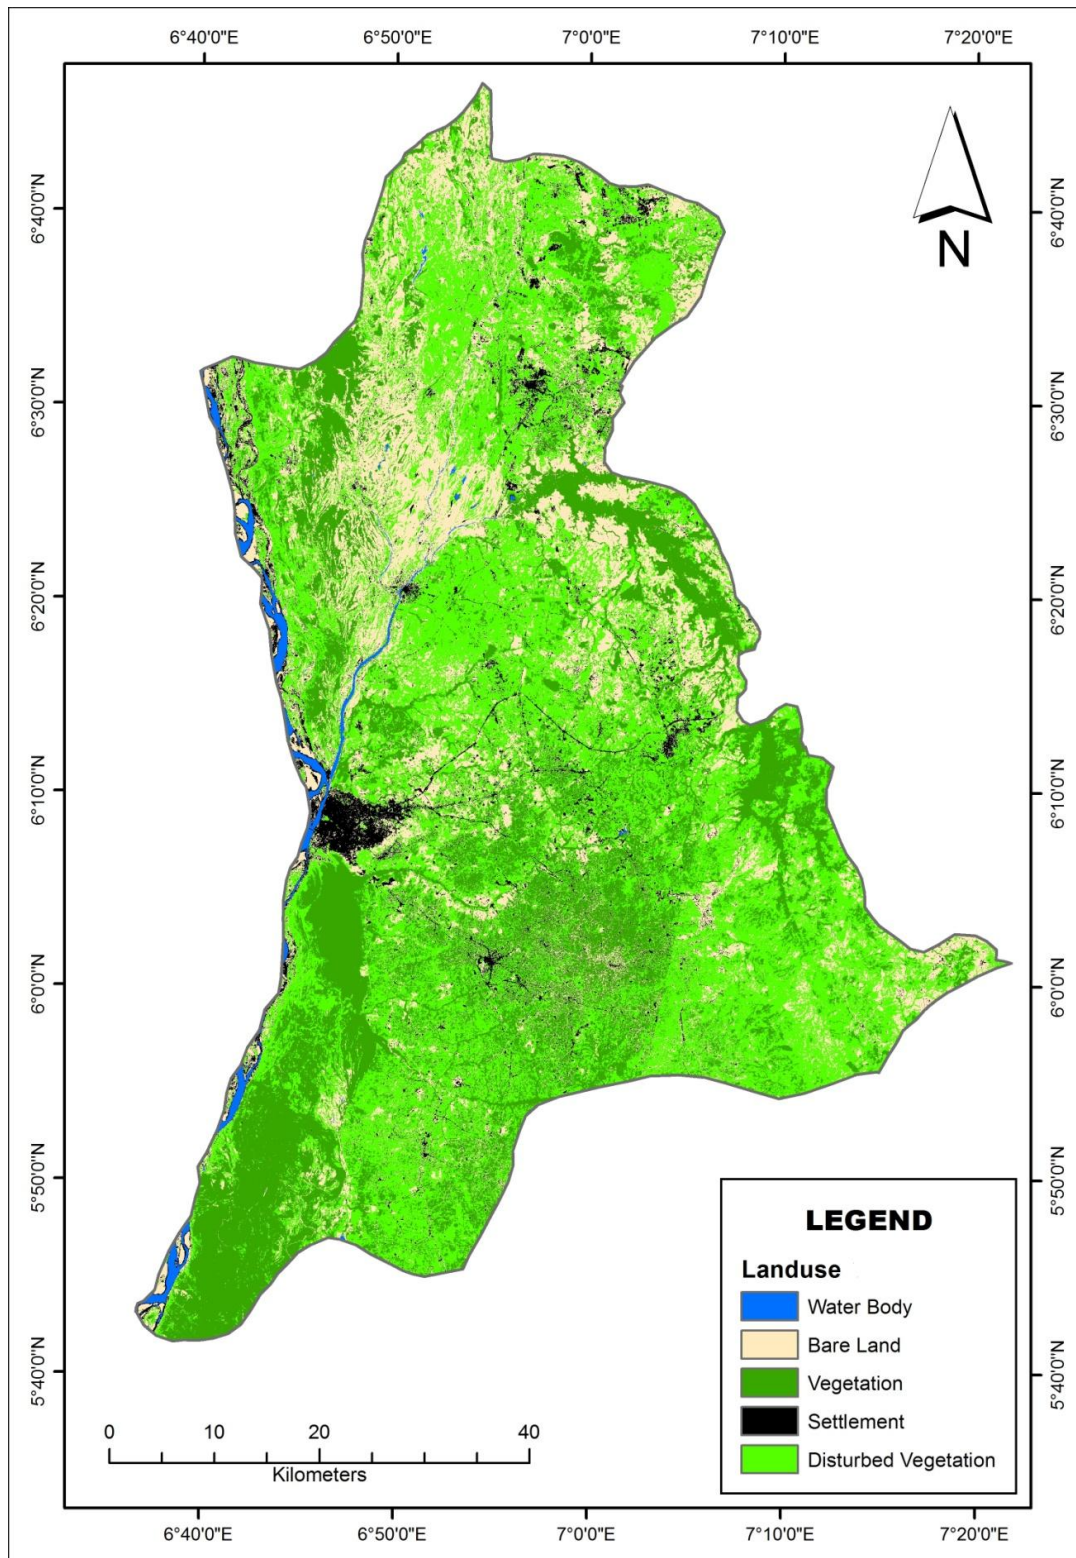 6°40'0"E 6°50'0"E 7°0'0"E 7°10'0"E 7°20'0"E
6°40'0"N 6°40'0"N
N
6°30'0"N 6°30'0"N
6°20'0"N 6°20'0"N
6°10'0"N 6°10'0"N
6°0'0"N 6°0'0"N
5°50'0"N 5°50'0"N
LEGEND
Landuse
Water Body
Bare Land
Vegetation
Settlement
Disturbed Vegetation
5°40'0"N 5°40'0"N
0 10 20 40
Kilometers
6°40'0"E 6°50'0"E 7°0'0"E 7°10'0"E 7°20'0"E